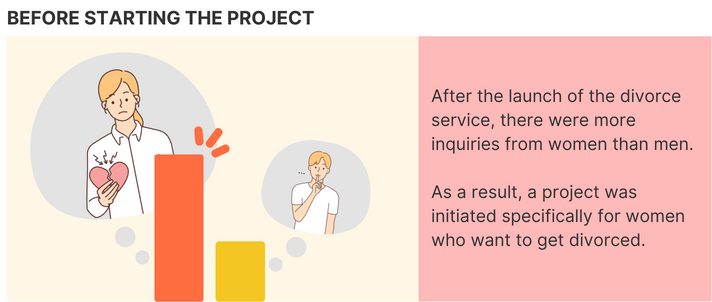 BEFORE STARTING THE PROJECT
After the launch of the divorce
service, there were more
inquiries from women than men.
As a result, a project was
initiated specifically for women
who want to get divorced.